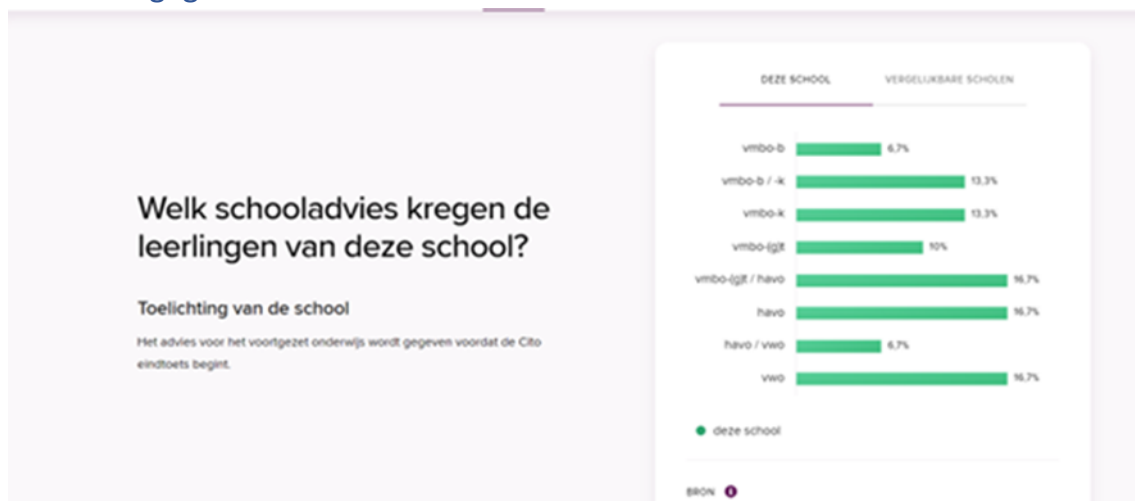 DEZE SCHOOL
VERGELIJKBARE SCHOLEN
vmbo-b 6,7%
vmbo-b / -k 13,3%
vmbo-k 13,3%
vmbo-(g)t 10%
vmbo-(g)t / havo 16,7%
havo 16,7%
havo / vwo 6,7%
vwo 16,7%
deze school
BRON
Welk schooladvies kregen de
leerlingen van deze school?
Toelichting van de school
Het advies voor het voortgezet onderwijs wordt gegeven voordat de Cito
eindtoets begint.